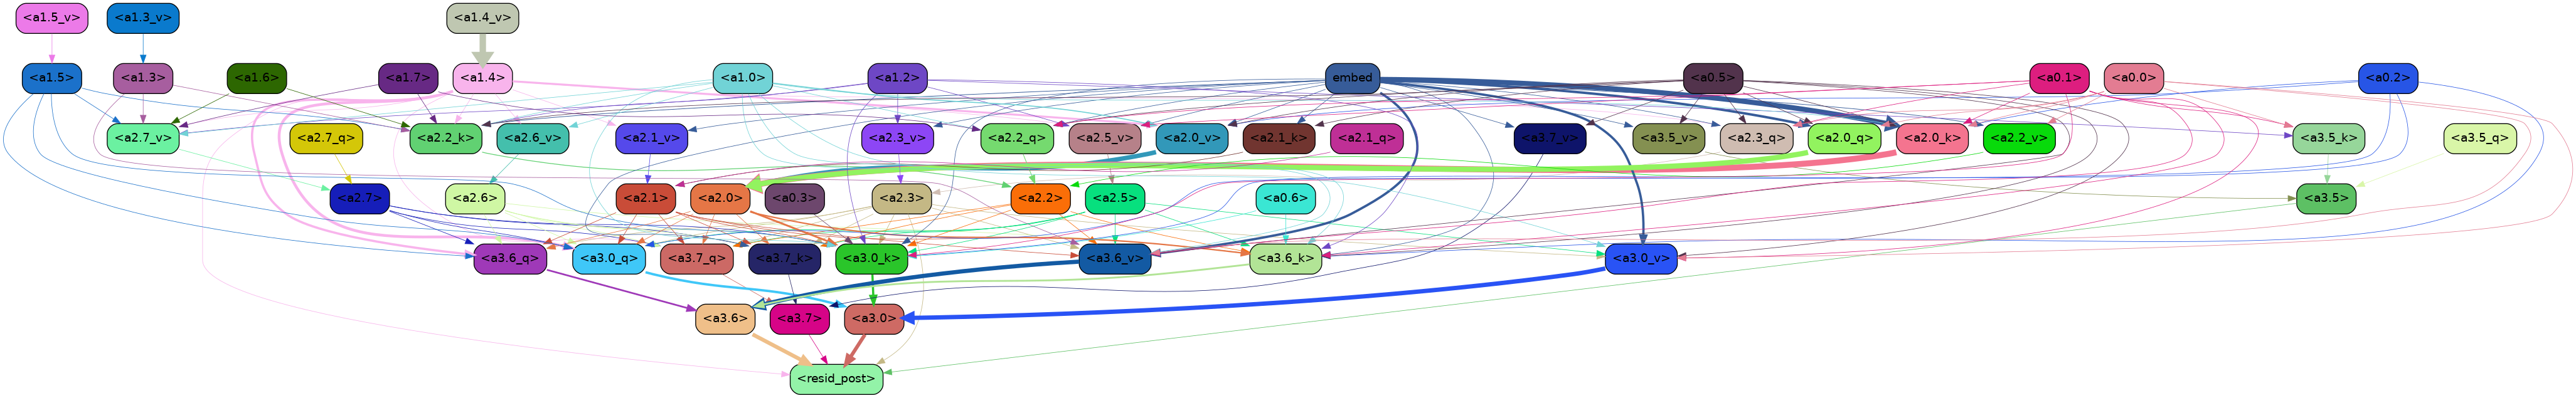 <a1.5_v> <a1.3_v> <a1.4_v>
<a1.5> <a1.3> <a1.6> <a1.7> <a1.4> <a1.0> <a1.2> embed <a0.5> <a0.1> <a0.0> <a0.2>
<a2.7_v> <a2.7_q> <a2.2_k> <a2.6_v> <a2.1_v> <a2.3_v> <a2.2_q> <a2.5_v> <a2.0_v> <a2.1_k> <a2.1_q> <a3.7_v> <a3.5_v> <a2.3_q> <a2.0_q> <a2.0_k> <a2.2_v> <a3.5_k> <a3.5_q>
<a2.7> <a2.6> <a2.1> <a2.0> <a0.3> <a2.3> <a2.2> <a2.5> <a0.6> <a3.5>
<a3.6_q> <a3.0_q> <a3.7_q> <a3.7_k> <a3.0_k> <a3.6_v> <a3.6_k> <a3.0_v>
<a3.6> <a3.7> <a3.0>
<resid_post>